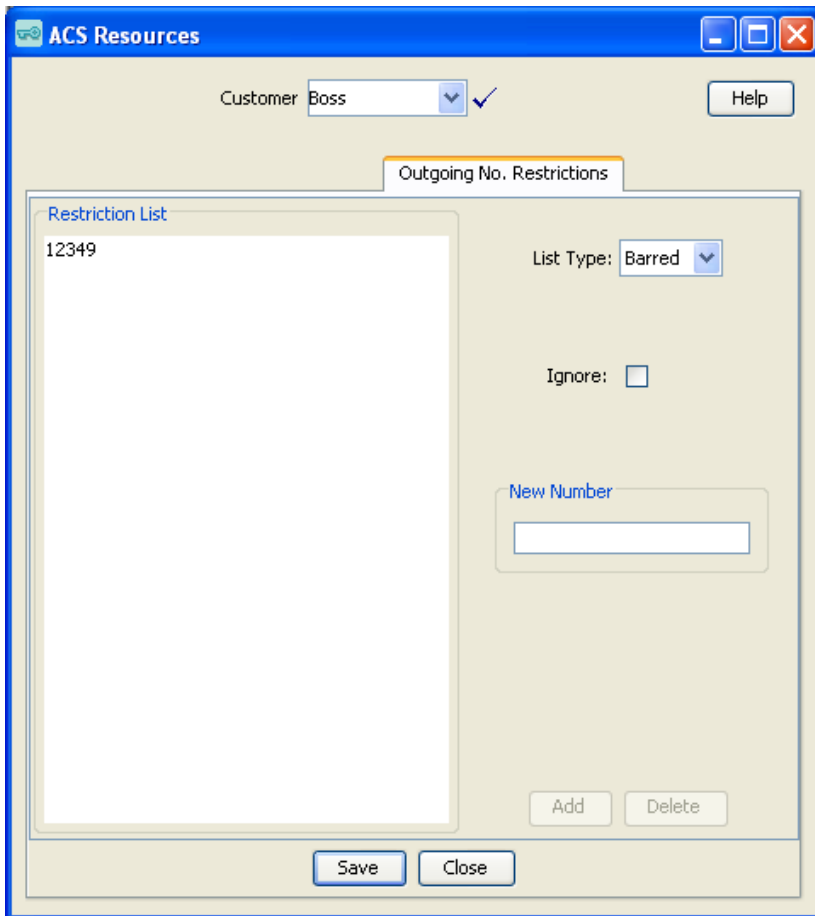 ACS Resources
Customer Boss Help
Outgoing No. Restrictions
Restriction List
12349
List Type: Barred
Ignore:
New Number
Add Delete
Save Close